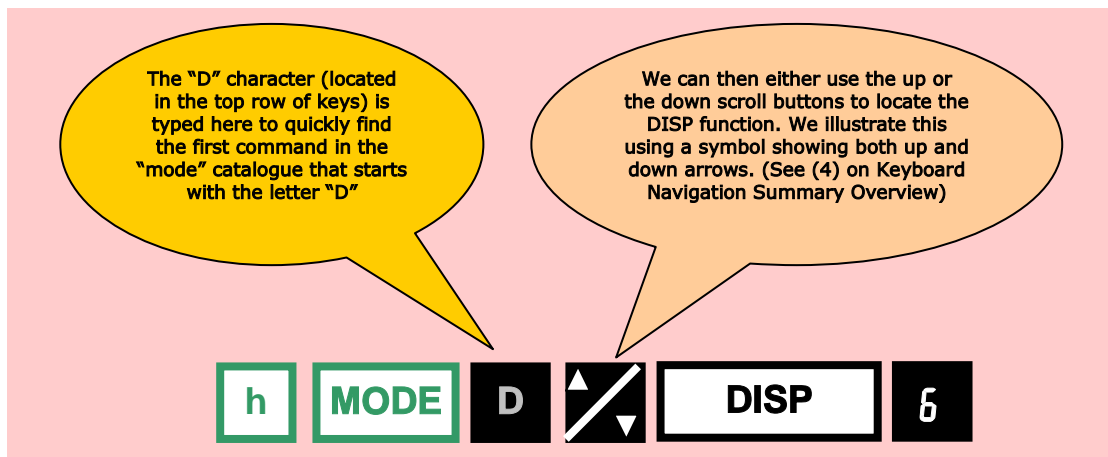 The “D” character (located
in the top row of keys) is
typed here to quickly find
the first command in the
“mode” catalogue that starts
with the letter “D”
We can then either use the up or
the down scroll buttons to locate the
DISP function. We illustrate this
using a symbol showing both up and
down arrows. (See (4) on Keyboard
Navigation Summary Overview)
h MODE D DISP 6